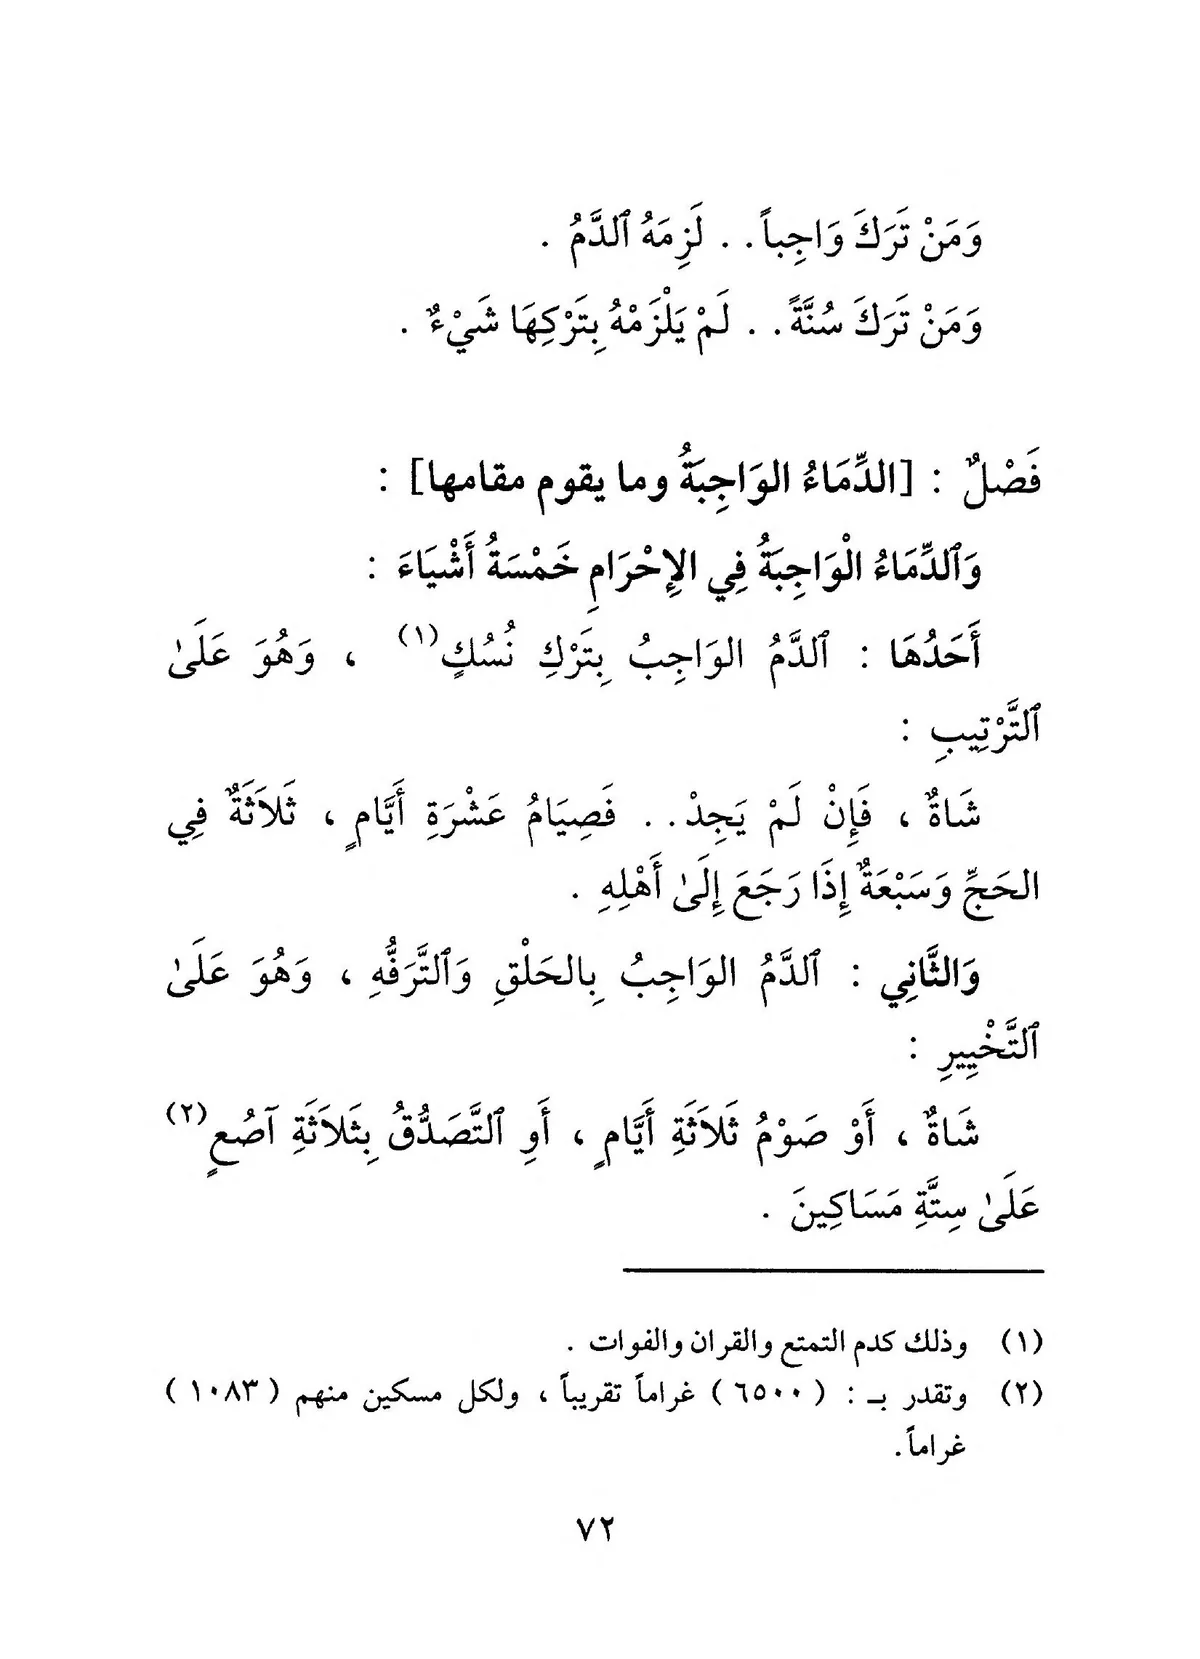 وَمَنْ تَرَكَ وَاجِباً . . لَزِمَهُ ٱلدَّمُ .
وَمَنْ تَرَكَ سُنَّةً . . لَمْ يَلْزَمْهُ بِتَرْكِهَا شَيْءٌ .
فَصْلٌ : [الدِّمَاءُ الوَاجِبَةُ وما يقوم مقامها] :
وَٱلدِّمَاءُ الْوَاجِبَةُ فِي الإِحْرَامِ خَمْسَةُ أَشْيَاءَ :
أَحَدُهَا : ٱلدَّمُ الوَاجِبُ بِتَرْكِ نُسُكٍ(١) ، وَهُوَ عَلَىٰ
ٱلتَّرْتِيبِ :
شَاةٌ ، فَإِنْ لَمْ يَجِدْ . . فَصِيَامُ عَشْرَةِ أَيَّامٍ ، ثَلاَثَةٌ فِي
الحَجِّ وَسَبْعَةٌ إِذَا رَجَعَ إِلَىٰ أَهْلِهِ .
وَالثَّانِي : ٱلدَّمُ الوَاجِبُ بِالحَلْقِ وَٱلتَّرَفُّهِ ، وَهُوَ عَلَىٰ
ٱلتَّخْيِيرِ :
شَاةٌ ، أَوْ صَوْمُ ثَلاَثَةِ أَيَّامٍ ، أَوِ ٱلتَّصَدُّقُ بِثَلاَثَةِ آصُعٍ(٢)
عَلَىٰ سِتَّةِ مَسَاكِينَ .
(١) وذلك كدم التمتع والقران والفوات .
(٢) وتقدر بـ : ( ٦٥٠٠ ) غراماً تقريباً ، ولكل مسكين منهم ( ١٠٨٣ )
غراماً .
٧٢